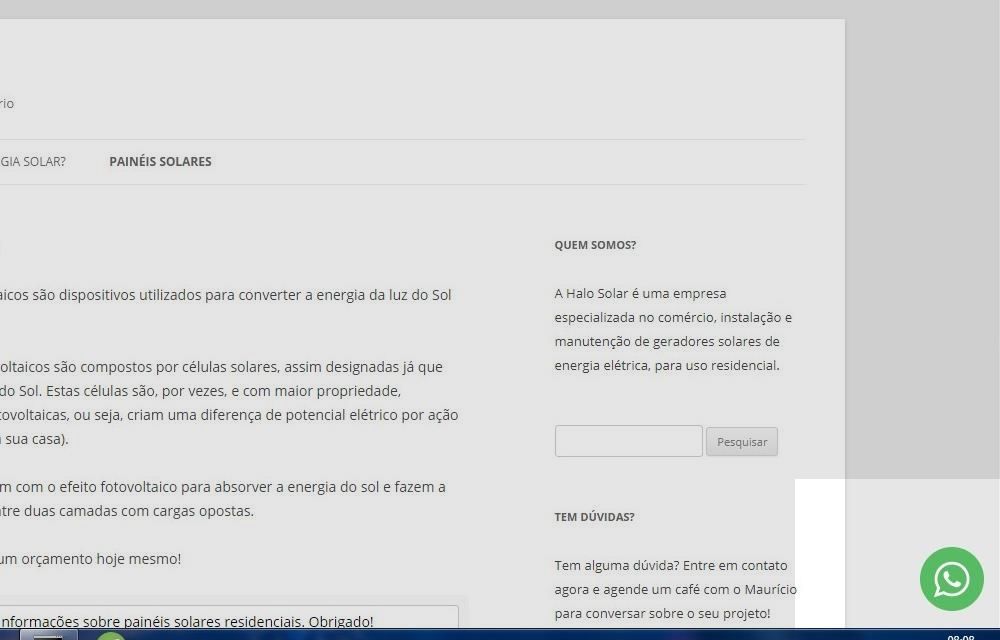 rio
GIA SOLAR?
PAINÉIS SOLARES
aicos são dispositivos utilizados para converter a energia da luz do Sol
oltaicos são compostos por células solares, assim designadas já que
do Sol. Estas células são, por vezes, e com maior propriedade,
ovoltaicas, ou seja, criam uma diferença de potencial elétrico por ação
sua casa).
m com o efeito fotovoltaico para absorver a energia do sol e fazem a
tre duas camadas com cargas opostas.
um orçamento hoje mesmo!
nformações sobre painéis solares residenciais. Obrigado!
QUEM SOMOS?
A Halo Solar é uma empresa
especializada no comércio, instalação e
manutenção de geradores solares de
energia elétrica, para uso residencial.
Pesquisar
TEM DÚVIDAS?
Tem alguma dúvida? Entre em contato
agora e agende um café com o Maurício
para conversar sobre o seu projeto!